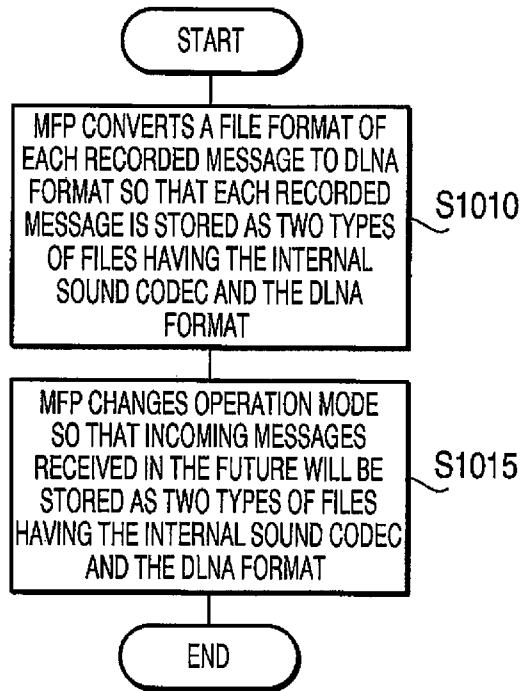 START
MFP CONVERTS A FILE FORMAT OF
EACH RECORDED MESSAGE TO DLNA
FORMAT SO THAT EACH RECORDED
MESSAGE IS STORED AS TWO TYPES
OF FILES HAVING THE INTERNAL
SOUND CODEC AND THE DLNA
FORMAT
S1010
MFP CHANGES OPERATION MODE
SO THAT INCOMING MESSAGES
RECEIVED IN THE FUTURE WILL BE
STORED AS TWO TYPES OF FILES
HAVING THE INTERNAL SOUND CODEC
AND THE DLNA FORMAT
S1015
END